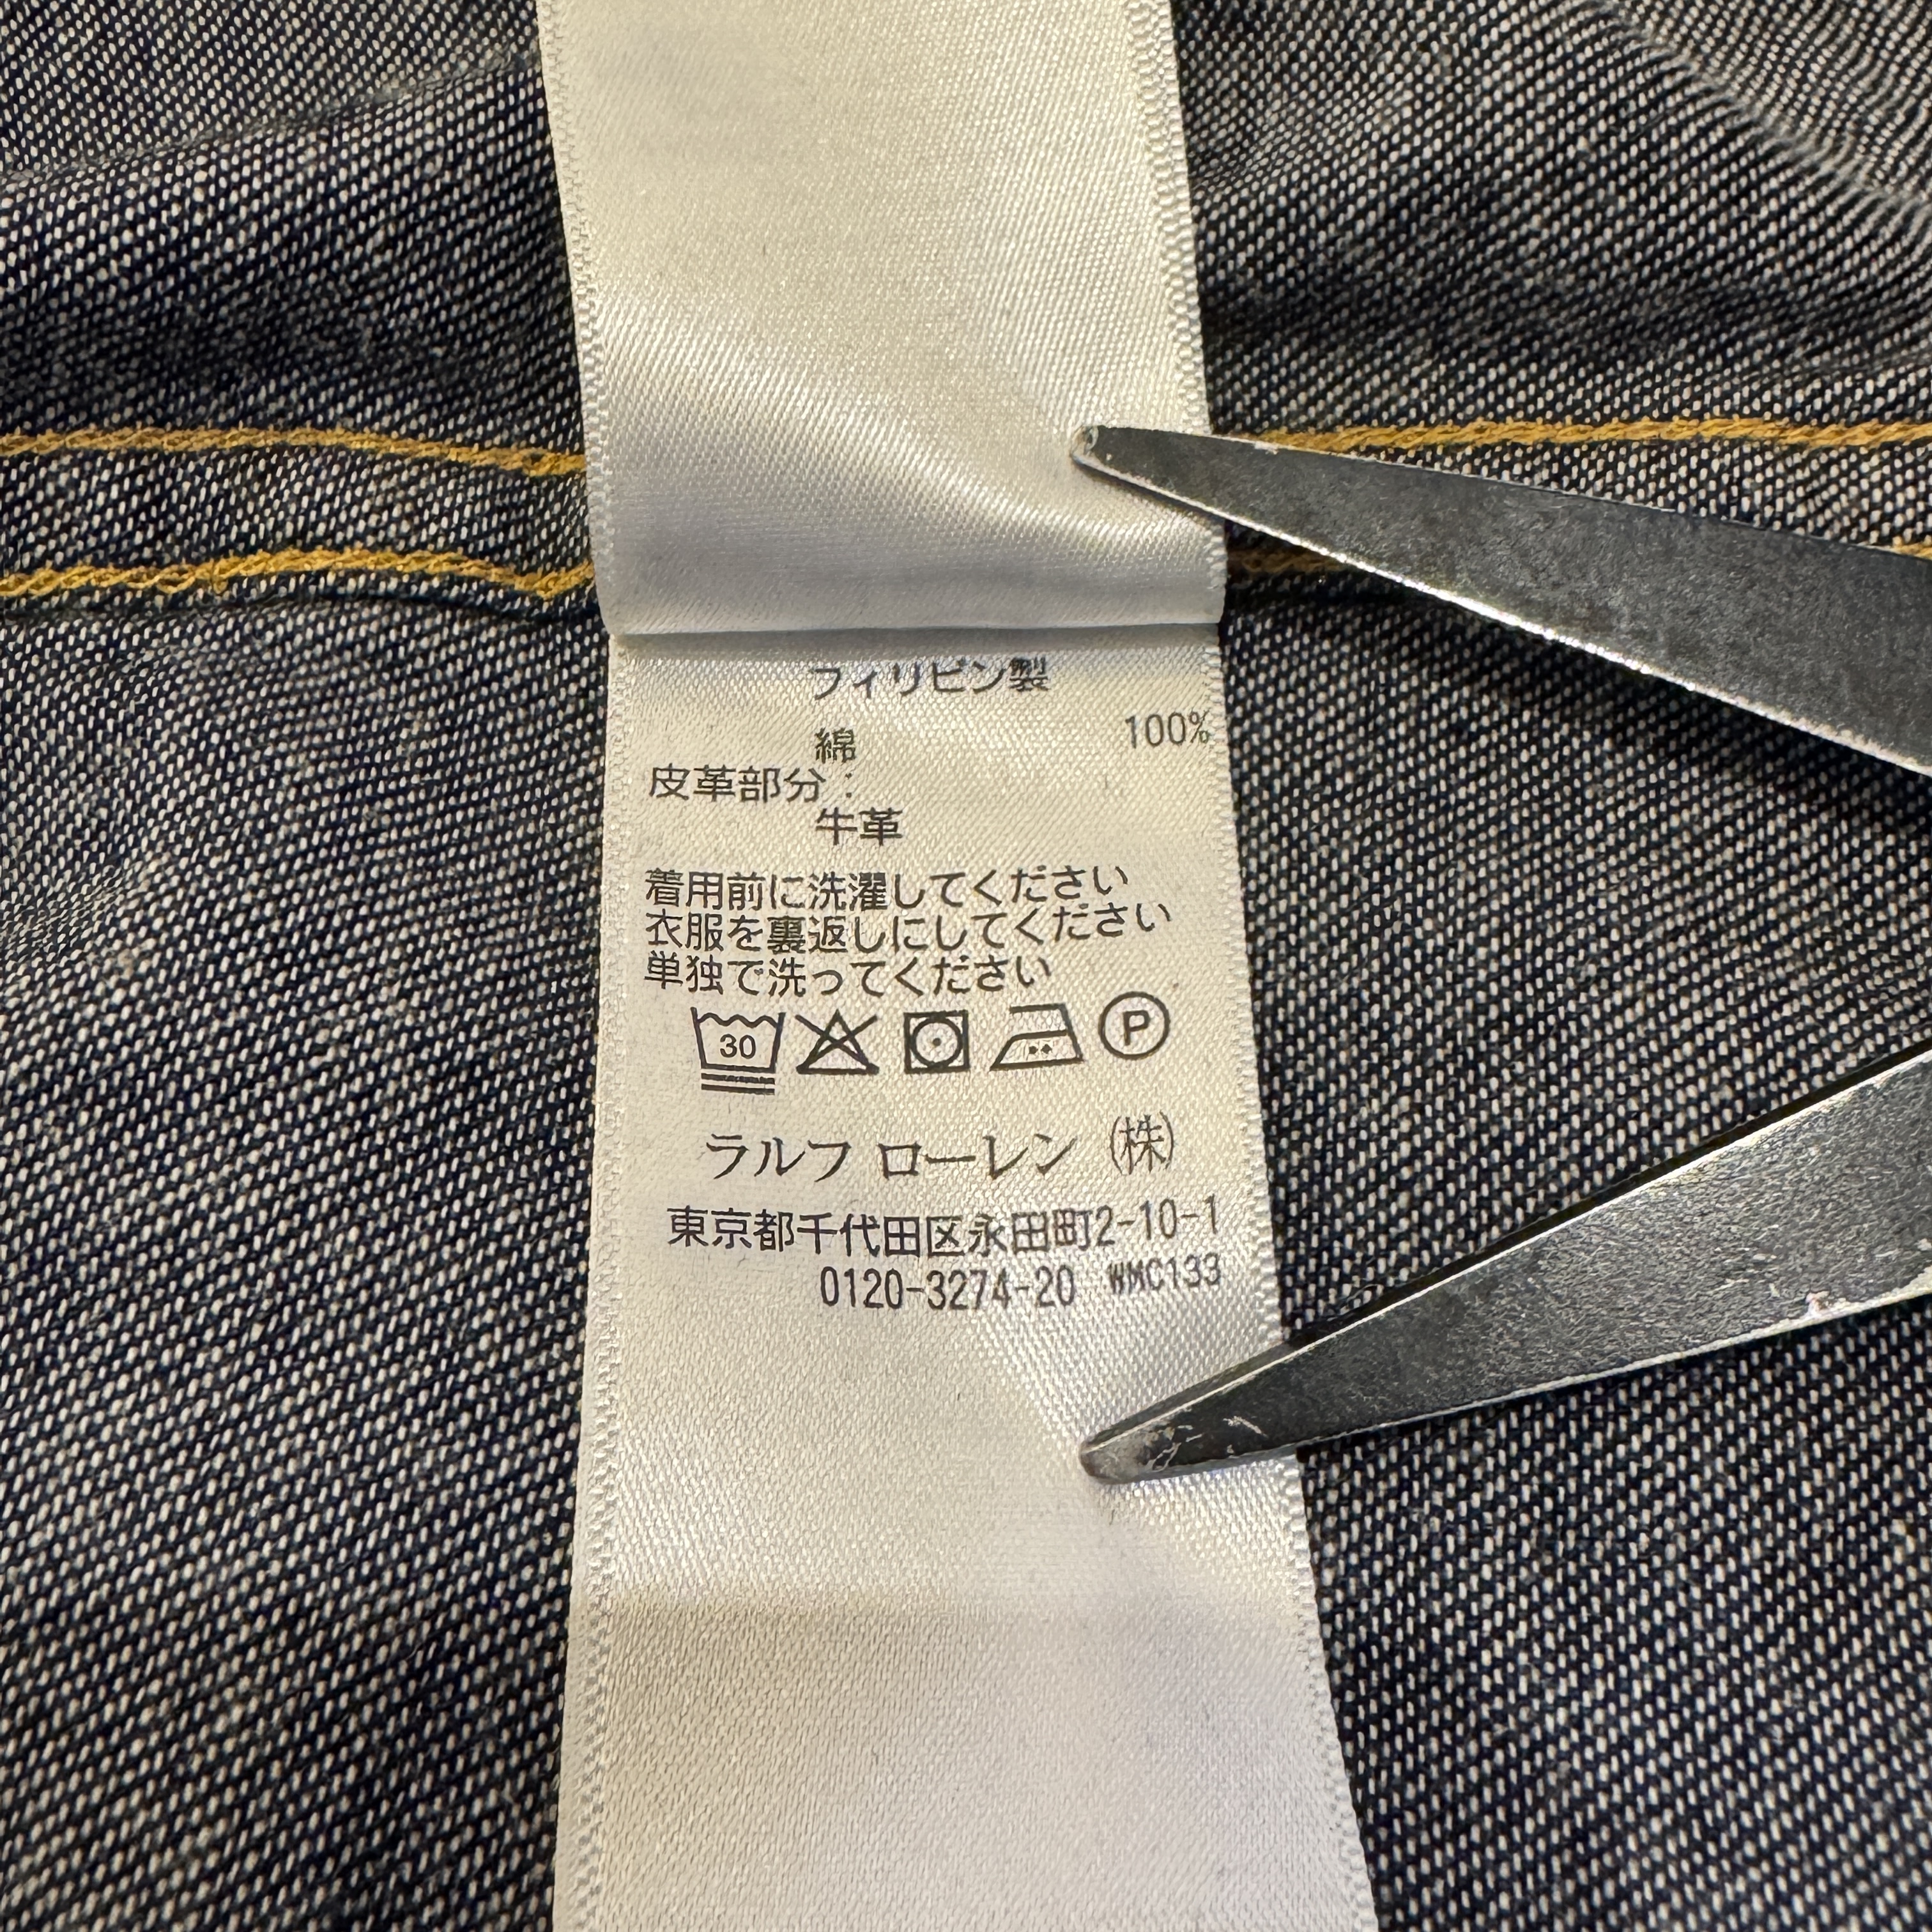 フィリピン製
綿 100%
皮革部分：
牛革
着用前に洗濯してください
衣服を裏返しにしてください
単独で洗ってください
30 P
ラルフ ローレン ㈱
東京都千代田区永田町2-10-1
0120-3274-20 WMC133